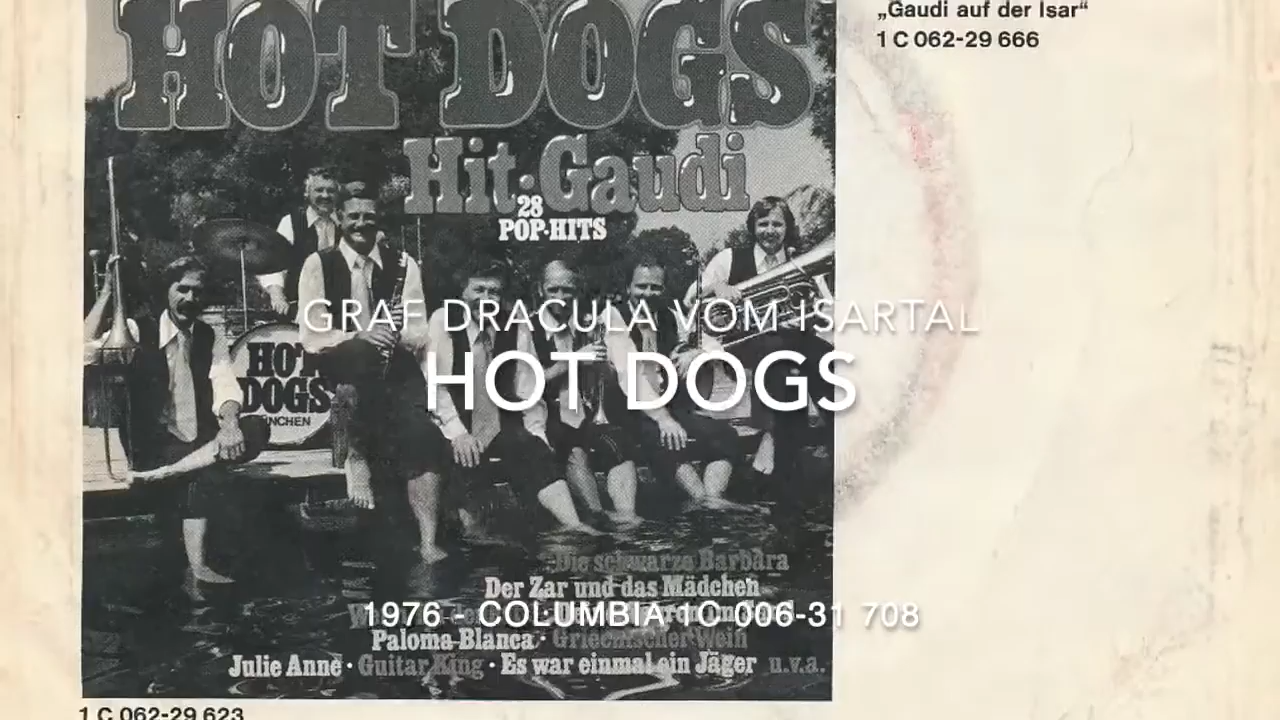 „Gaudi auf der Isar“
1 C 062-29 666
HOT DOGS
Hit-Gaudi
28
POP-HITS
GRAF DRACULA VOM ISARTAL
HOT DOGS
HOT
DOGS
Die schwarze Barbara
Der Zar und das Mädchen
1976 - COLUMBIA 1C 006-31 708
Paloma-Blanca · Griechischer Wein
Julie Anne · Guitar King · Es war einmal ein Jäger u.v.a.
1 C 062-29 623